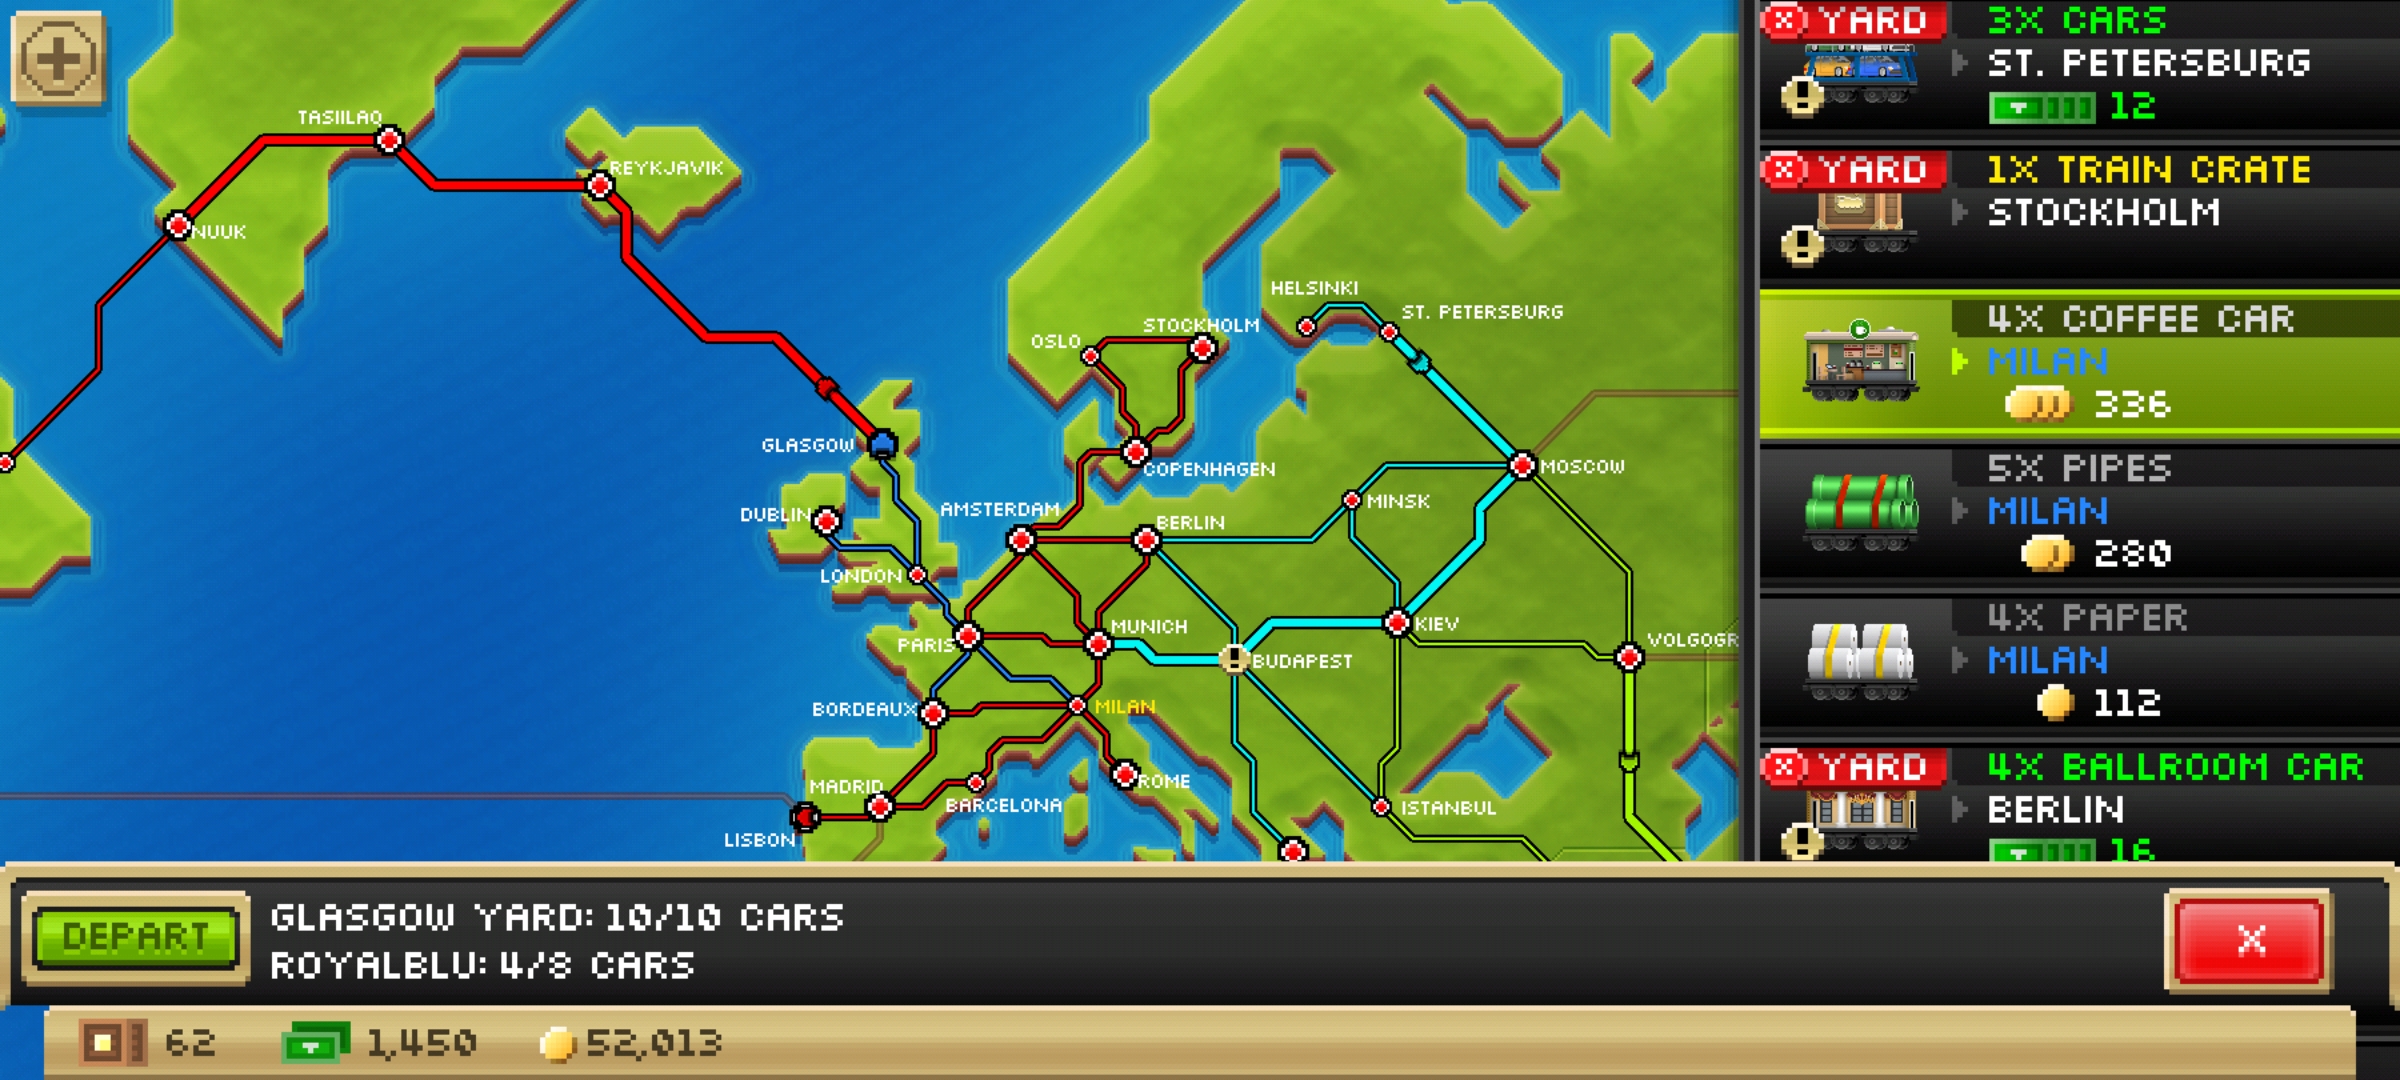 TASIILAQ
REYKJAVIK
NUUK
HELSINKI
ST. PETERSBURG
STOCKHOLM
OSLO
GLASGOW
COPENHAGEN
MOSCOW
MINSK
DUBLIN
AMSTERDAM
BERLIN
LONDON
MUNICH
KIEV
PARIS
BUDAPEST
VOLGOGR
BORDEAUX
MILAN
MADRID
ROME
BARCELONA
ISTANBUL
LISBON
YARD
3X CARS
ST. PETERSBURG
12
YARD
1X TRAIN CRATE
STOCKHOLM
4X COFFEE CAR
MILAN
336
5X PIPES
MILAN
280
4X PAPER
MILAN
112
YARD
4X BALLROOM CAR
BERLIN
16
DEPART
GLASGOW YARD: 10/10 CARS
ROYALBLU: 4/8 CARS
X
62
1,450
52,013